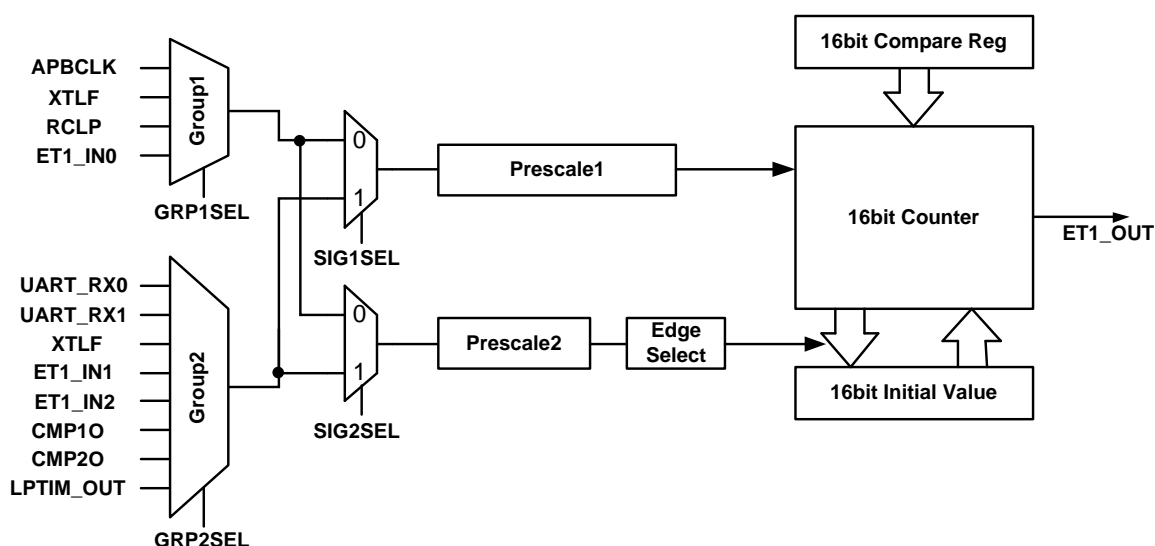 16bit Compare Reg
APBCLK
XTLF
RCLP
ET1_IN0
Group1
GRP1SEL
0
1
SIG1SEL
Prescale1
16bit Counter
ET1_OUT
UART_RX0
UART_RX1
XTLF
ET1_IN1
ET1_IN2
CMP1O
CMP2O
LPTIM_OUT
Group2
GRP2SEL
0
1
SIG2SEL
Prescale2
Edge
Select
16bit Initial Value